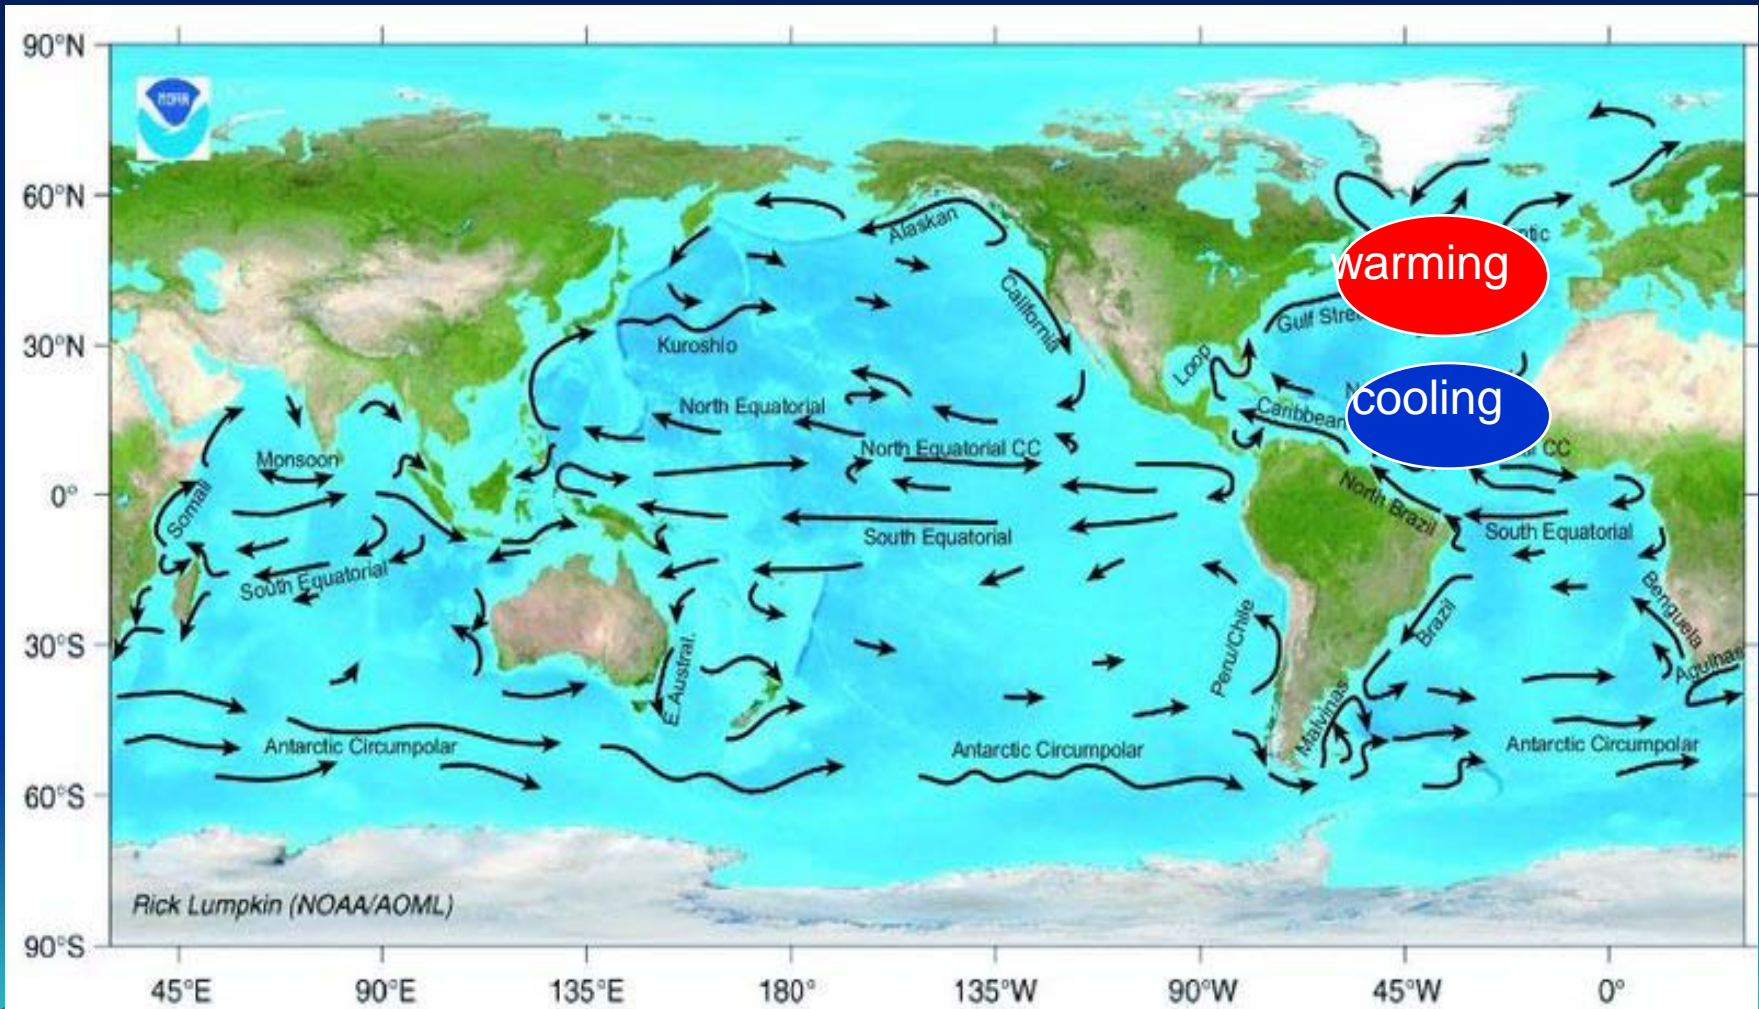 90°N
NOAA
60°N
Alaskan
warming
California
Gulf
30°N
Kuroshio
Loop
cooling
North Equatorial
Caribbean
North Equatorial CC
CC
Monsoon
0°
Somali
North Brazil
South Equatorial
South Equatorial
South Equatorial
Benguela
Brazil
Peru/Chile
30°S
E.Austral.
Agulhas
Malvinas
Antarctic Circumpolar
Antarctic Circumpolar
Antarctic Circumpolar
60°S
Rick Lumpkin (NOAA/AOML)
90°S
45°E 90°E 135°E 180° 135°W 90°W 45°W 0°